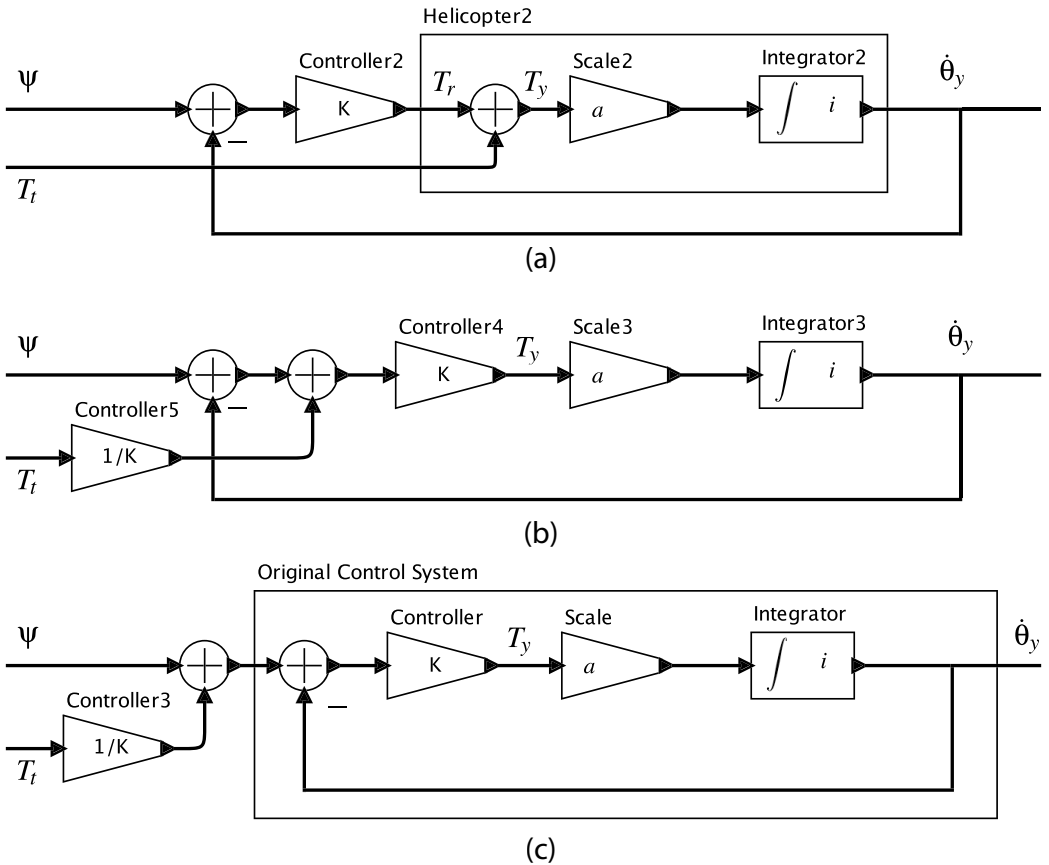 Helicopter2
ψ
Controller2
K
T_r
T_y
Scale2
a
Integrator2
∫ i
θ̇_y
−
T_t
(a)
ψ
Controller4
K
T_y
Scale3
a
Integrator3
∫ i
θ̇_y
−
Controller5
1/K
T_t
(b)
Original Control System
ψ
Controller
K
T_y
Scale
a
Integrator
∫ i
θ̇_y
−
Controller3
1/K
T_t
(c)